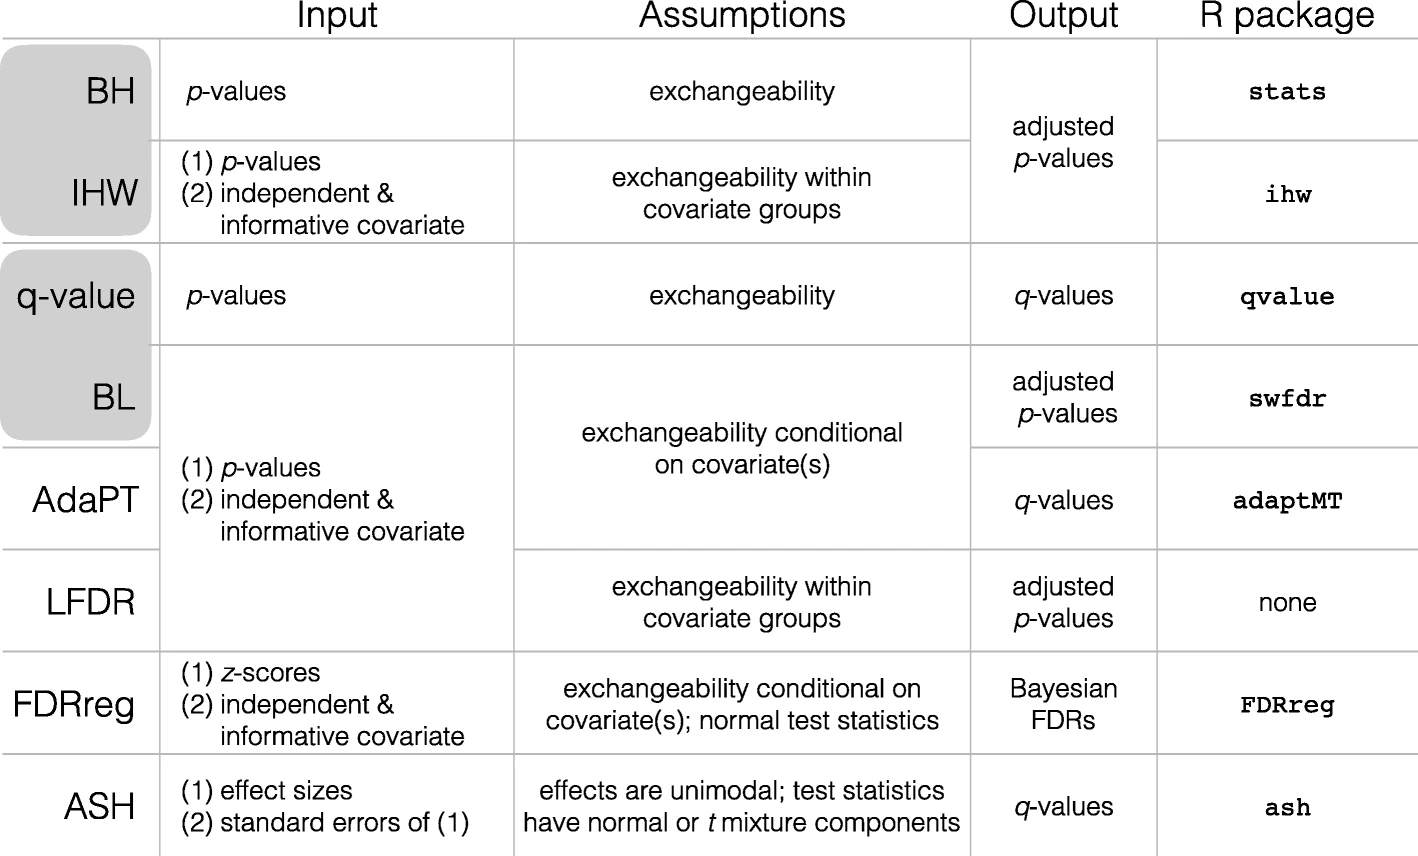 Input Assumptions Output R package
BH p-values exchangeability adjusted p-values stats
IHW (1) p-values
(2) independent &
informative covariate
exchangeability within
covariate groups
ihw
q-value p-values exchangeability q-values qvalue
BL
(1) p-values
(2) independent &
informative covariate
exchangeability conditional
on covariate(s)
adjusted
p-values
swfdr
AdaPT q-values adaptMT
LFDR
exchangeability within
covariate groups
adjusted
p-values
none
FDRreg
(1) z-scores
(2) independent &
informative covariate
exchangeability conditional on
covariate(s); normal test statistics
Bayesian
FDRs
FDRreg
ASH
(1) effect sizes
(2) standard errors of (1)
effects are unimodal; test statistics
have normal or t mixture components
q-values
ash